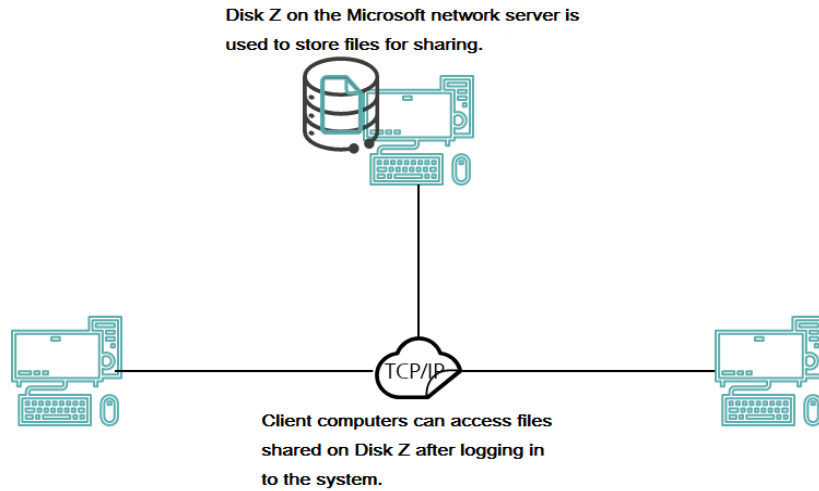 Disk Z on the Microsoft network server is
used to store files for sharing.
TCP/IP
Client computers can access files
shared on Disk Z after logging in
to the system.